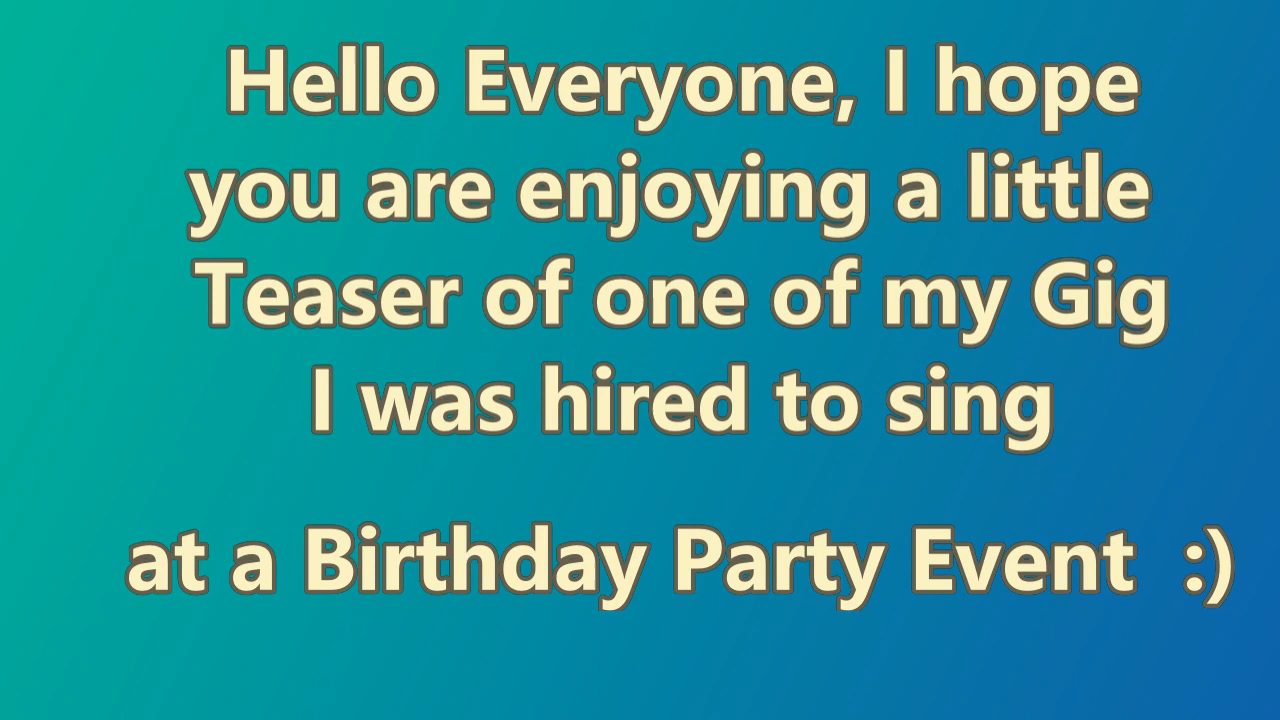 Hello Everyone, I hope
you are enjoying a little
Teaser of one of my Gig
I was hired to sing
at a Birthday Party Event :)